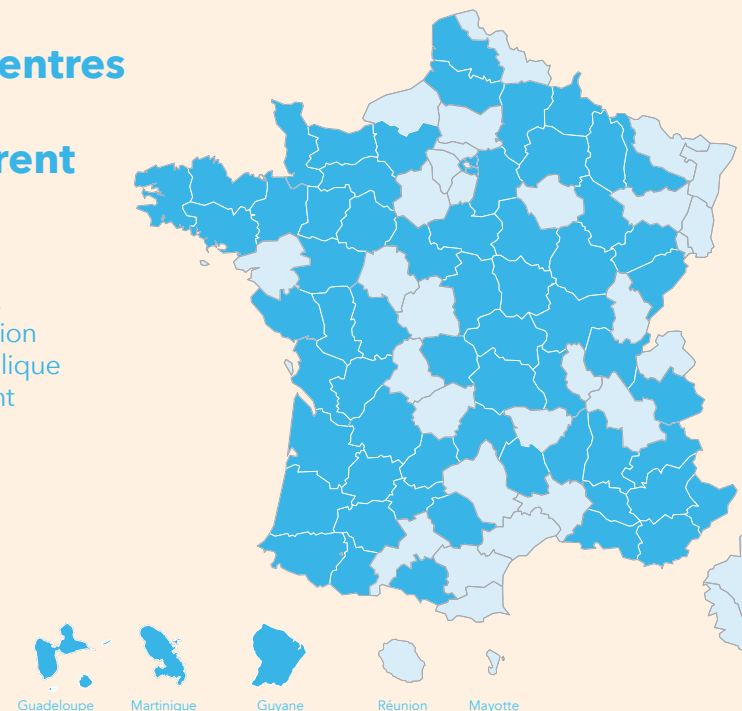 entres
rent
ion
lique
nt
Guadeloupe
Martinique
Guyane
Réunion
Mayotte